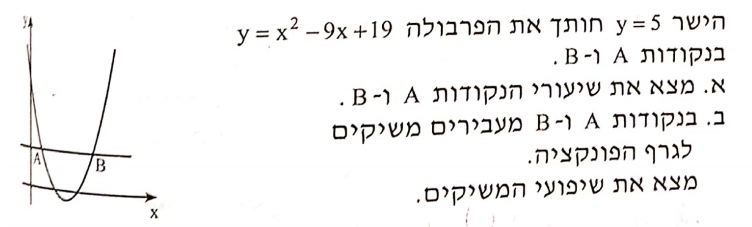 הישר y = 5 חותך את הפרבולה y = x² – 9x + 19
בנקודות A ו-B.
א. מצא את שיעורי הנקודות A ו-B.
ב. בנקודות A ו-B מעבירים משיקים
לגרף הפונקציה.
מצא את שיפועי המשיקים.
y
A
B
x